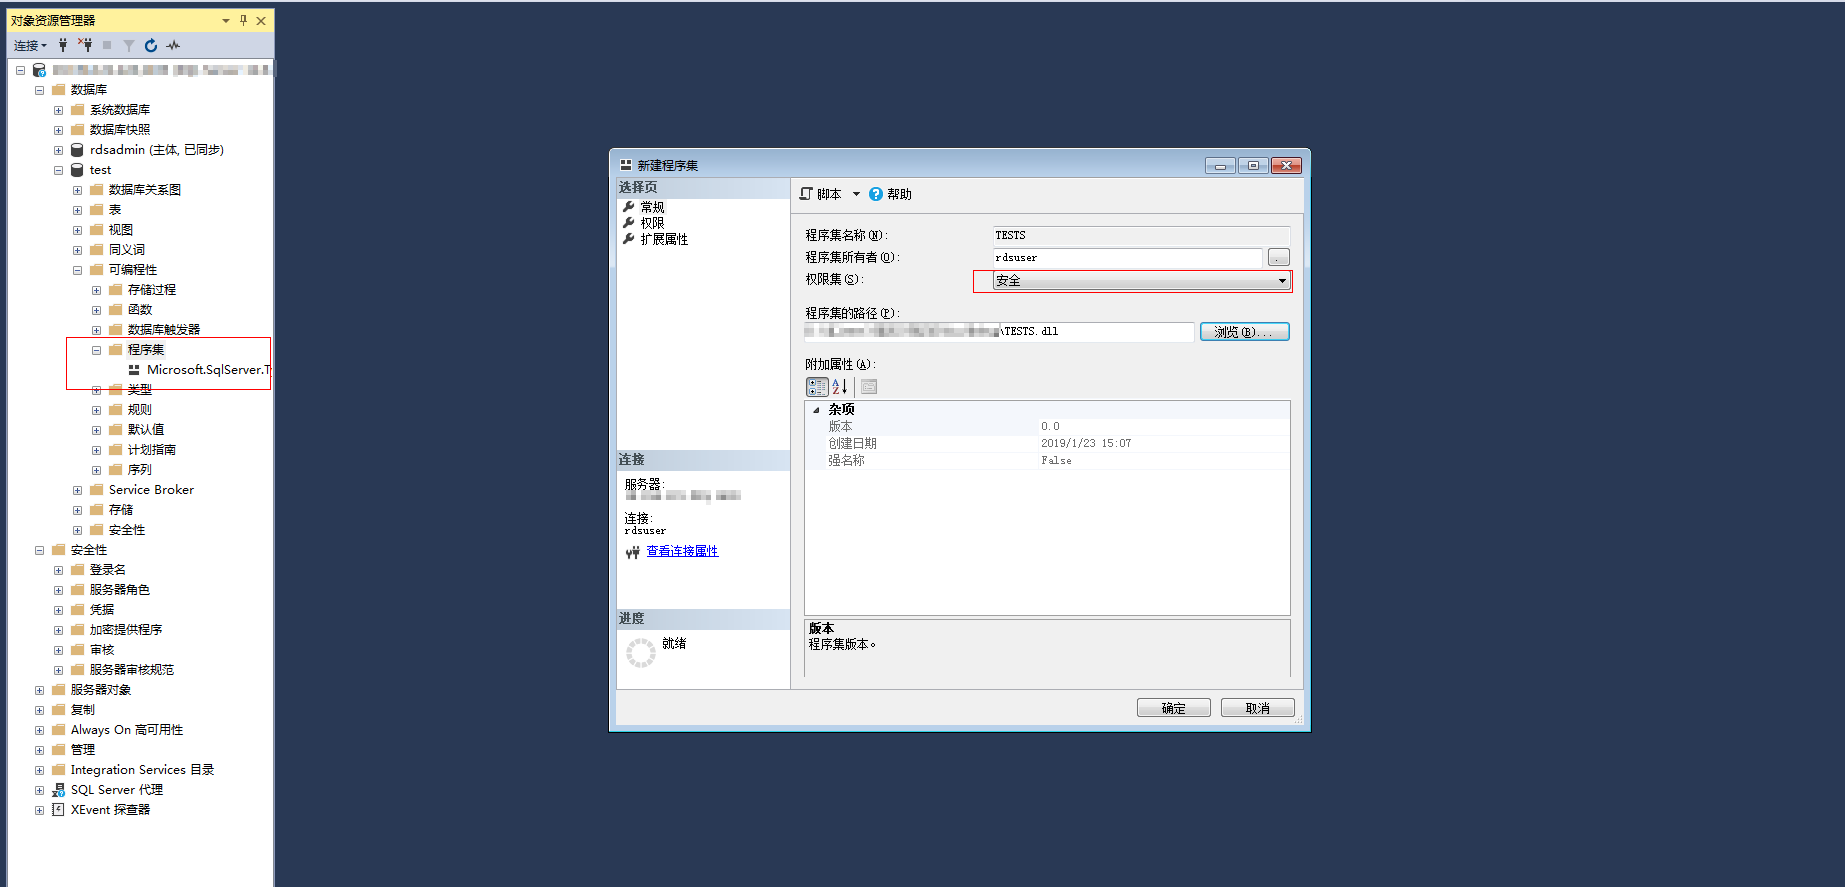 对象资源管理器
连接
数据库
系统数据库
数据库快照
rdsadmin (主体, 已同步)
test
数据库关系图
表
视图
同义词
可编程性
存储过程
函数
数据库触发器
程序集
Microsoft.SqlServer.T
类型
规则
默认值
计划指南
序列
Service Broker
存储
安全性
安全性
登录名
服务器角色
凭据
加密提供程序
审核
服务器审核规范
服务器对象
复制
Always On 高可用性
管理
Integration Services 目录
SQL Server 代理
XEvent 探查器
新建程序集
选择页
常规
权限
扩展属性
连接
服务器:
连接:
rdsuser
查看连接属性
进度
就绪
脚本
帮助
程序集名称(N):
TESTS
程序集所有者(O):
rdsuser
权限集(S):
安全
程序集的路径(P):
\TESTS.dll
浏览(B)...
附加属性(A):
杂项
版本
0.0
创建日期
2019/1/23 15:07
强名称
False
版本
程序集版本。
确定
取消